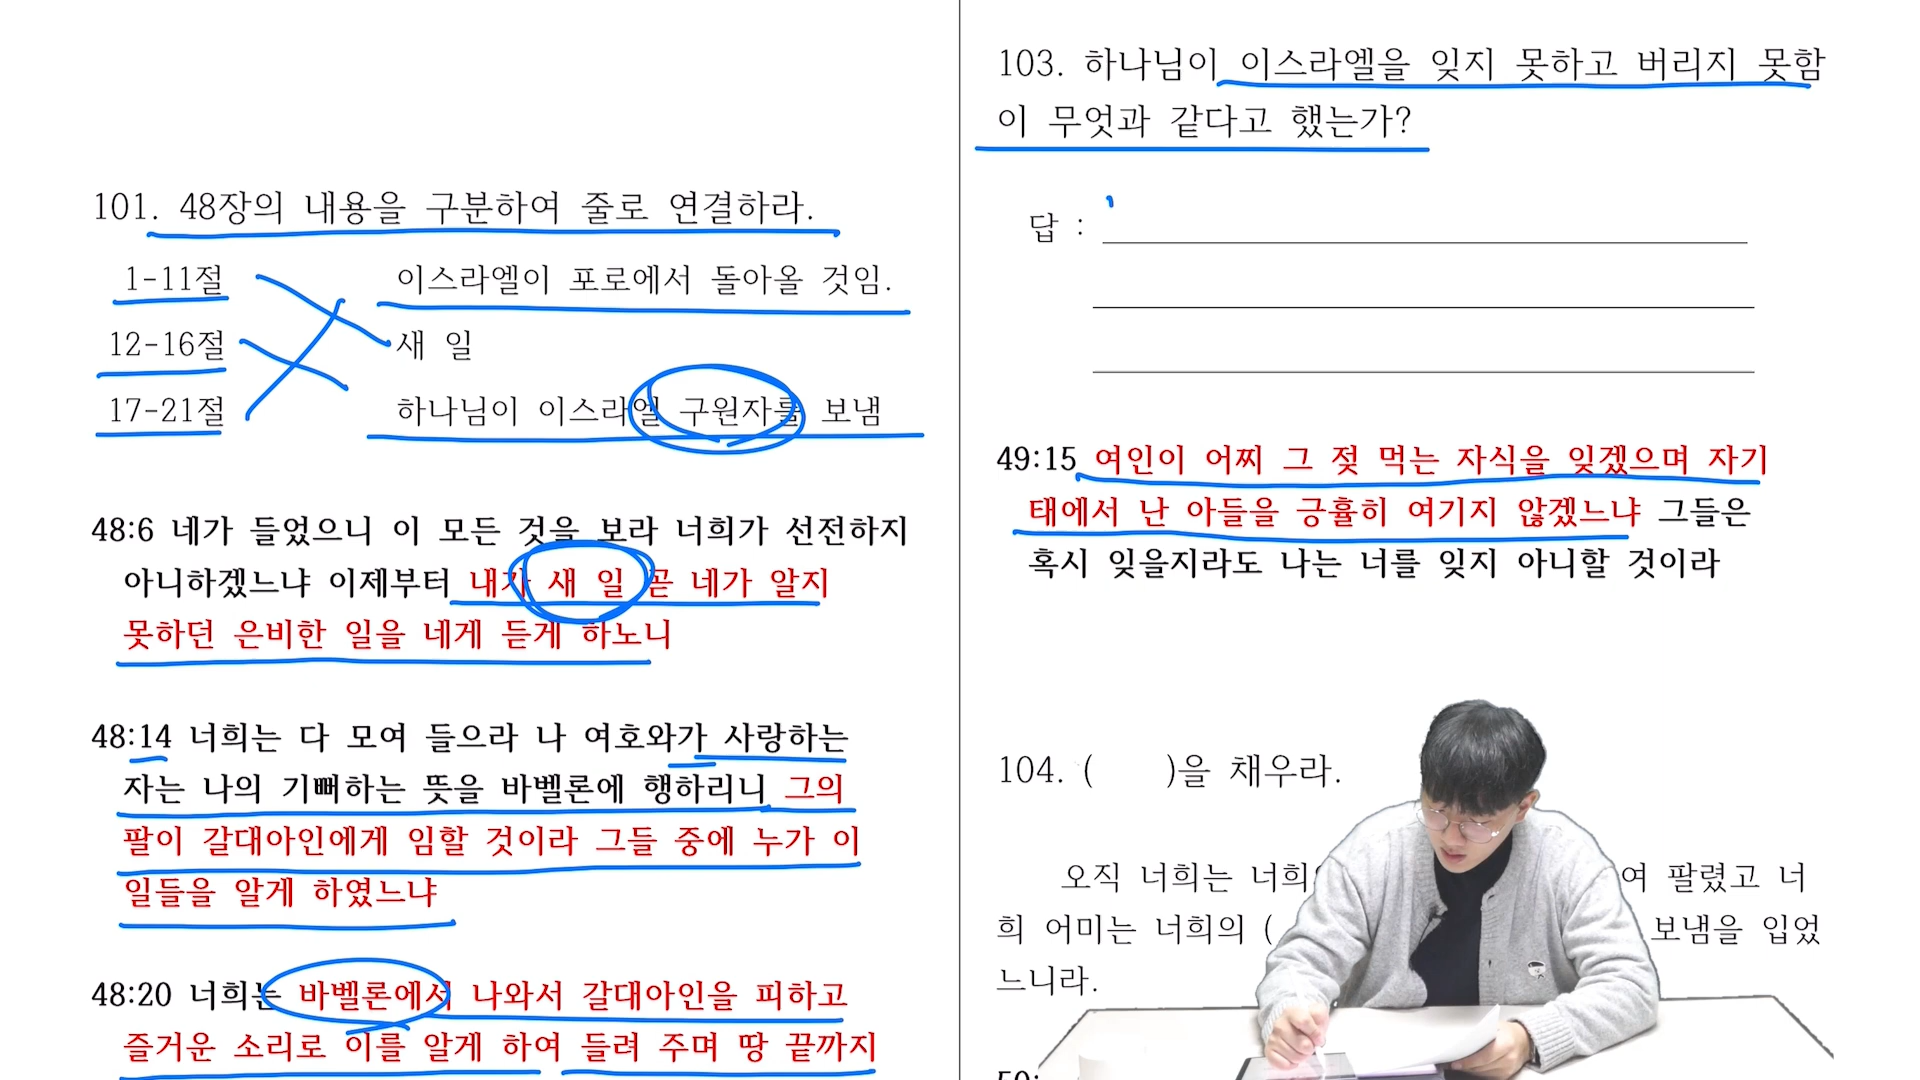 101. 48장의 내용을 구분하여 줄로 연결하라.
1-11절 이스라엘이 포로에서 돌아올 것임.
12-16절 새 일
17-21절 하나님이 이스라엘 구원자를 보냄
48:6 네가 들었으니 이 모든 것을 보라 너희가 선전하지
아니하겠느냐 이제부터 내가 새 일 곧 네가 알지
못하던 은비한 일을 네게 듣게 하노니
48:14 너희는 다 모여 들으라 나 여호와가 사랑하는
자는 나의 기뻐하는 뜻을 바벨론에 행하리니 그의
팔이 갈대아인에게 임할 것이라 그들 중에 누가 이
일들을 알게 하였느냐
48:20 너희는 바벨론에서 나와서 갈대아인을 피하고
즐거운 소리로 이를 알게 하여 들려 주며 땅 끝까지
103. 하나님이 이스라엘을 잊지 못하고 버리지 못함
이 무엇과 같다고 했는가?
답 :
49:15 여인이 어찌 그 젖 먹는 자식을 잊겠으며 자기
태에서 난 아들을 긍휼히 여기지 않겠느냐 그들은
혹시 잊을지라도 나는 너를 잊지 아니할 것이라
104. ( )을 채우라.
오직 너희는 여 팔렸고 너
희 어미는 너희의 ( 보냄을 입었
느니라.